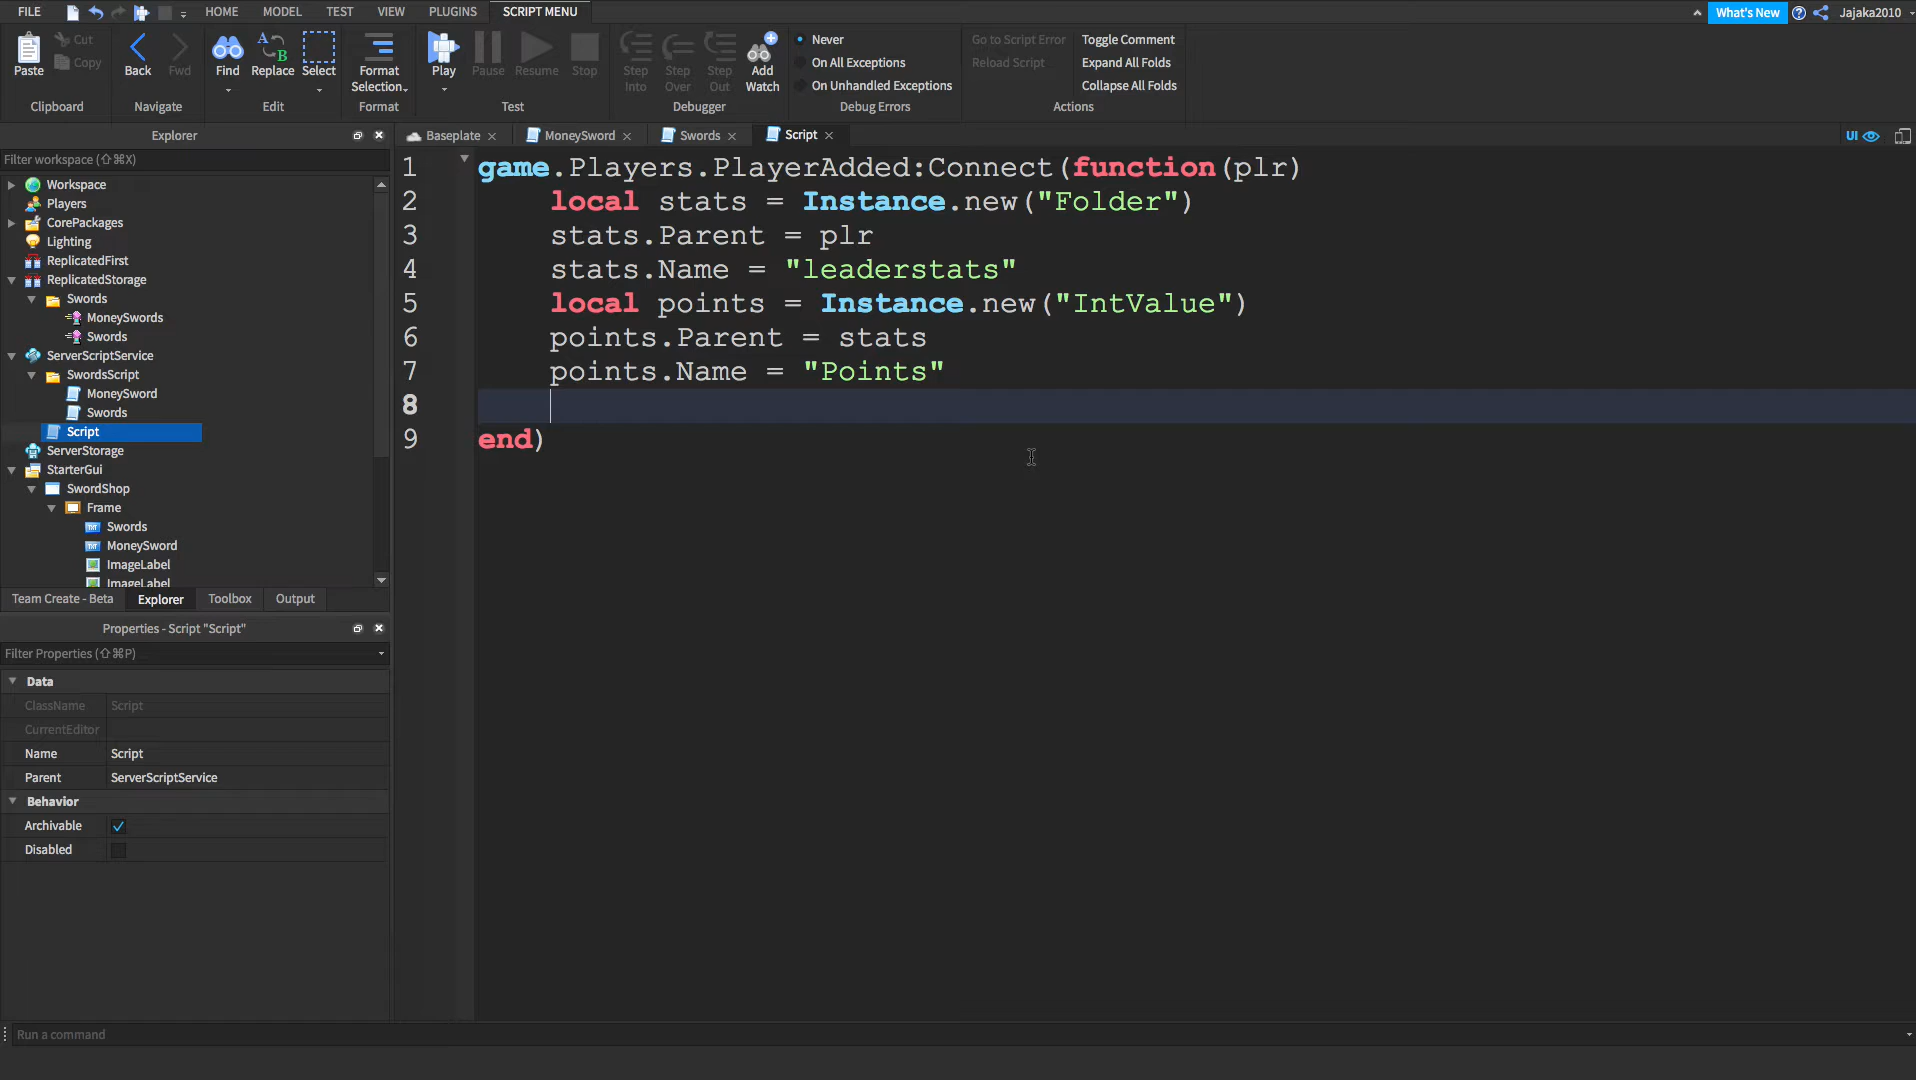 FILE HOME MODEL TEST VIEW PLUGINS SCRIPT MENU What's New Jajaka2010
Paste
Cut
Copy
Clipboard
Back Fwd
Navigate
Find Replace Select
Edit
Format
Selection
Format
Play Pause Resume Stop
Test
Step
Into
Step
Over
Step
Out
Add
Watch
Debugger
Never
On All Exceptions
On Unhandled Exceptions
Debug Errors
Go to Script Error
Reload Script
Toggle Comment
Expand All Folds
Collapse All Folds
Actions
Explorer
Filter workspace (⇧⌘X)
Workspace
Players
CorePackages
Lighting
ReplicatedFirst
ReplicatedStorage
Swords
MoneySwords
Swords
ServerScriptService
SwordsScript
MoneySword
Swords
Script
ServerStorage
StarterGui
SwordShop
Frame
Swords
MoneySword
ImageLabel
ImageLabel
Team Create - Beta Explorer Toolbox Output
Properties - Script "Script"
Filter Properties (⇧⌘P)
Data
ClassName Script
CurrentEditor
Name Script
Parent ServerScriptService
Behavior
Archivable
Disabled
Baseplate MoneySword Swords Script UI
1 game.Players.PlayerAdded:Connect(function(plr)
2 local stats = Instance.new("Folder")
3 stats.Parent = plr
4 stats.Name = "leaderstats"
5 local points = Instance.new("IntValue")
6 points.Parent = stats
7 points.Name = "Points"
8
9 end)
Run a command